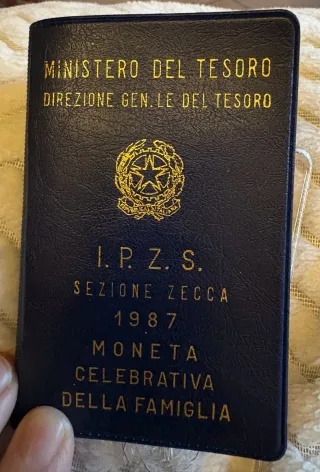 MINISTERO DEL TESORO
DIREZIONE GEN.LE DEL TESORO
I. P. Z. S.
SEZIONE ZECCA
1987
MONETA
CELEBRATIVA
DELLA FAMIGLIA